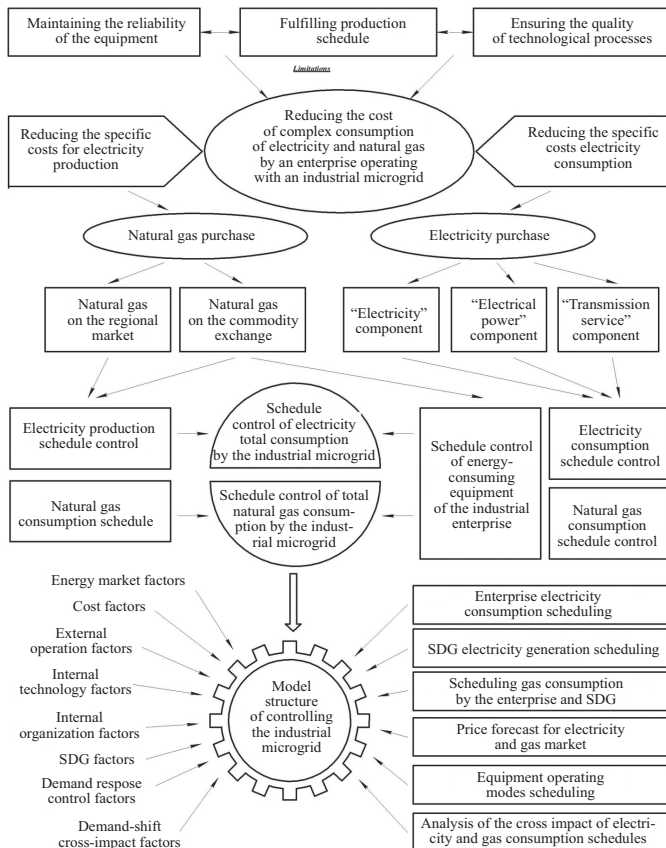 Maintaining the reliability
of the equipment
Fulfilling production
schedule
Ensuring the quality
of technological processes
Limitations
Reducing the specific
costs for electricity
production
Reducing the cost
of complex consumption
of electricity and natural gas
by an enterprise operating
with an industrial microgrid
Reducing the specific
costs electricity
consumption
Natural gas purchase
Electricity purchase
Natural gas
on the regional
market
Natural gas
on the commodity
exchange
“Electricity”
component
“Electrical
power”
component
“Transmission
service”
component
Electricity production
schedule control
Schedule
control of electricity
total consumption
by the industrial microgrid
Schedule control
of energy-
consuming
equipment
of the industrial
enterprise
Electricity
consumption
schedule control
Natural gas
consumption schedule
Schedule control of total
natural gas consum-
ption by the indust-
rial microgrid
Natural gas
consumption
schedule control
Energy market factors
Cost factors
External
operation factors
Internal
technology factors
Internal
organization factors
SDG factors
Demand respose
control factors
Demand-shift
cross-impact factors
Model
structure
of controlling
the industrial
microgrid
Enterprise electricity
consumption scheduling
SDG electricity generation scheduling
Scheduling gas consumption
by the enterprise and SDG
Price forecast for electricity
and gas market
Equipment operating
modes scheduling
Analysis of the cross impact of electri-
city and gas consumption schedules